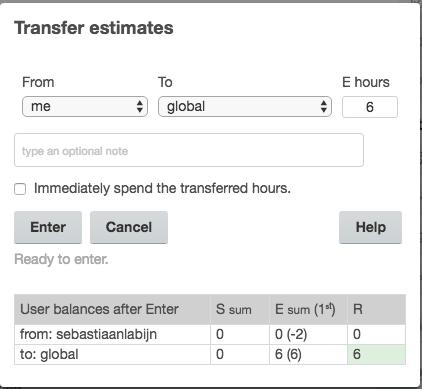 Transfer estimates
From To E hours
me global 6
type an optional note
Immediately spend the transferred hours.
Enter Cancel Help
Ready to enter.
User balances after Enter S sum E sum (1st) R
from: sebastiaanlabijn 0 0 (-2) 0
to: global 0 6 (6) 6